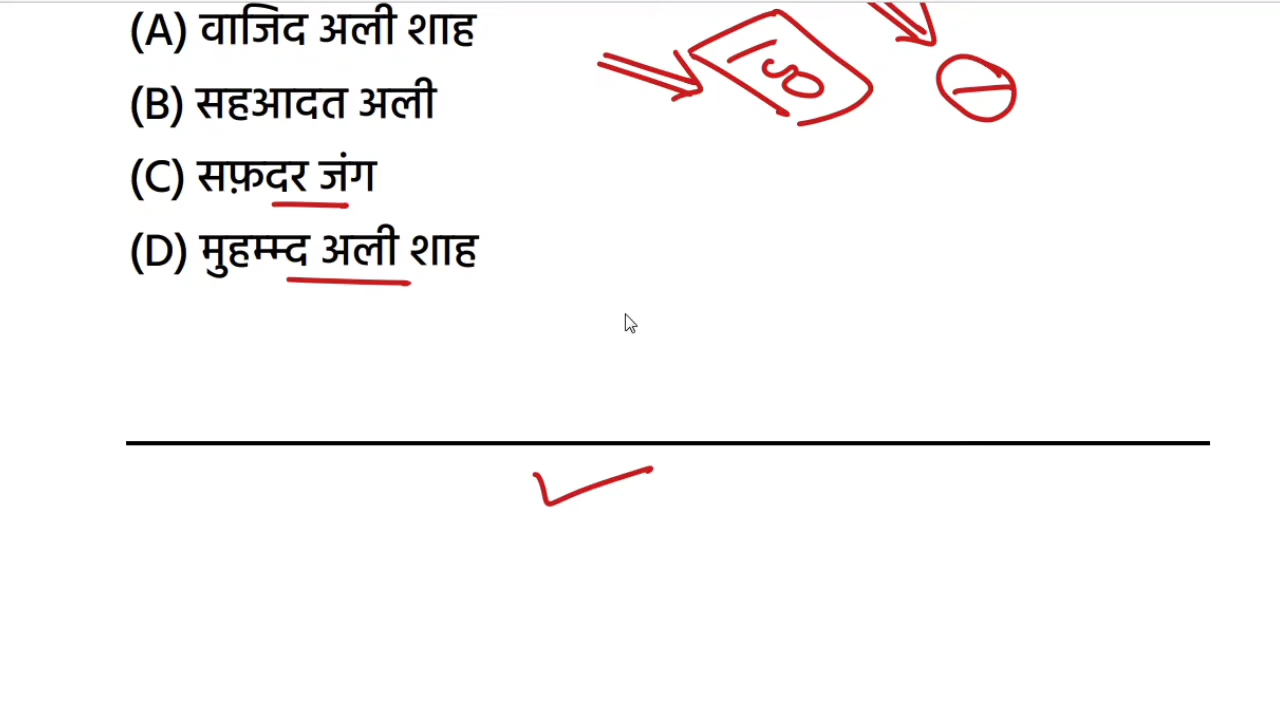 (A) वाजिद अली शाह
(B) सहआदत अली
(C) सफ़दर जंग
(D) मुहम्म्द अली शाह